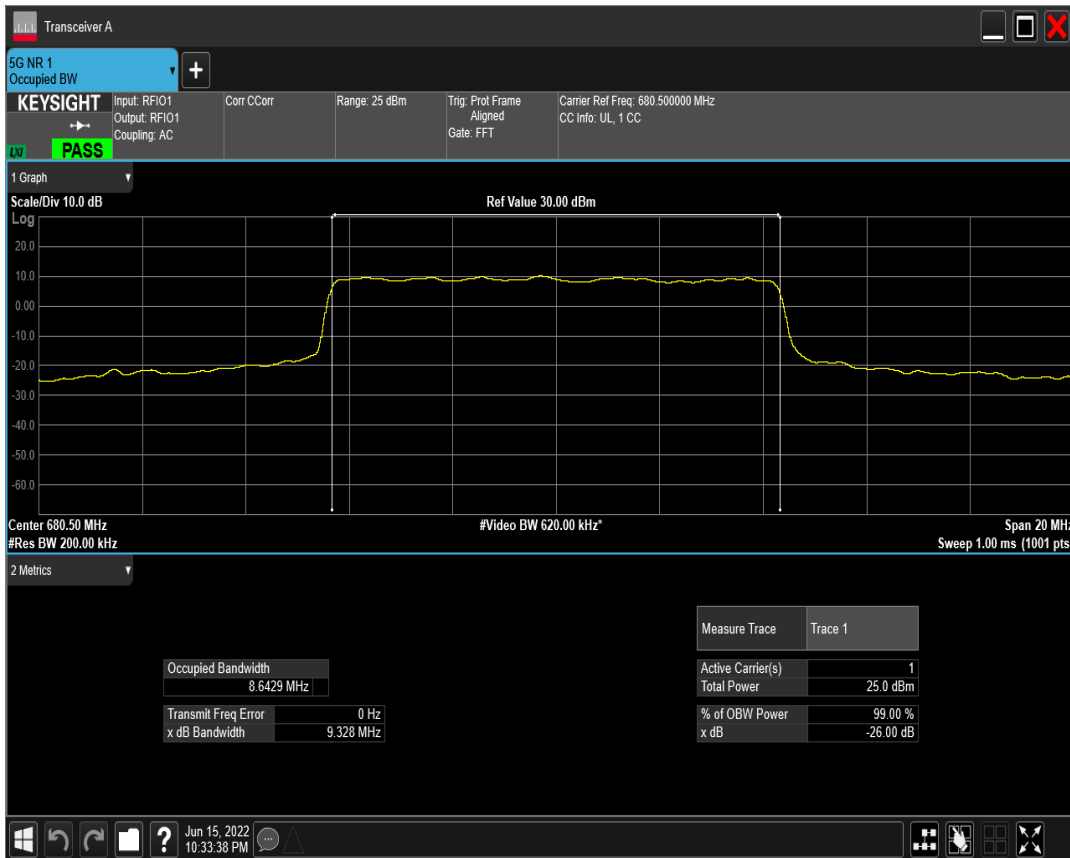 Transceiver A
5G NR 1
Occupied BW
+
KEYSIGHT
LXI
PASS
Input: RFIO1
Output: RFIO1
Coupling: AC
Corr CCorr
Range: 25 dBm
Trig: Prot Frame
Aligned
Gate: FFT
Carrier Ref Freq: 680.500000 MHz
CC Info: UL, 1 CC
1 Graph
Scale/Div 10.0 dB
Ref Value 30.00 dBm
Log
20.0
10.0
0.00
-10.0
-20.0
-30.0
-40.0
-50.0
-60.0
Center 680.50 MHz
#Video BW 620.00 kHz*
Span 20 MHz
#Res BW 200.00 kHz
Sweep 1.00 ms (1001 pts
2 Metrics
Measure Trace Trace 1
Occupied Bandwidth
8.6429 MHz
Active Carrier(s) 1
Total Power 25.0 dBm
Transmit Freq Error 0 Hz
x dB Bandwidth 9.328 MHz
% of OBW Power 99.00 %
x dB -26.00 dB
?
Jun 15, 2022
10:33:38 PM